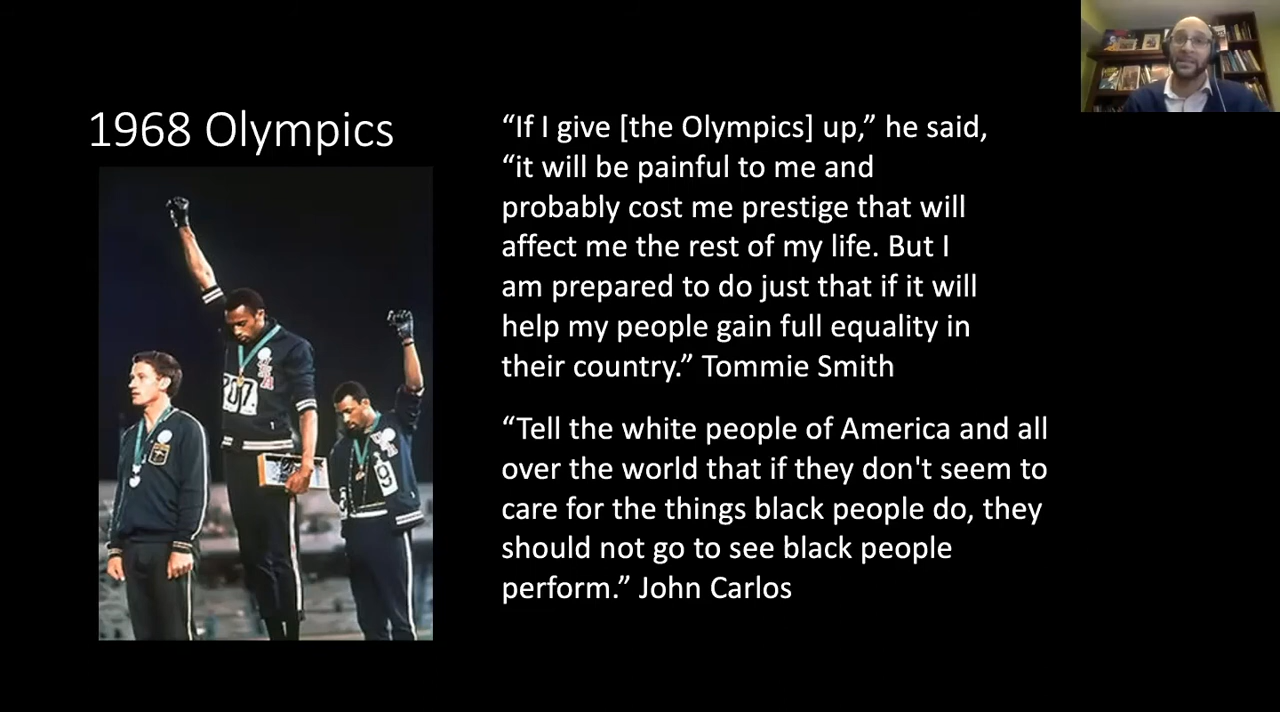 1968 Olympics
“If I give [the Olympics] up,” he said,
“it will be painful to me and
probably cost me prestige that will
affect me the rest of my life. But I
am prepared to do just that if it will
help my people gain full equality in
their country.” Tommie Smith
“Tell the white people of America and all
over the world that if they don't seem to
care for the things black people do, they
should not go to see black people
perform.” John Carlos
307